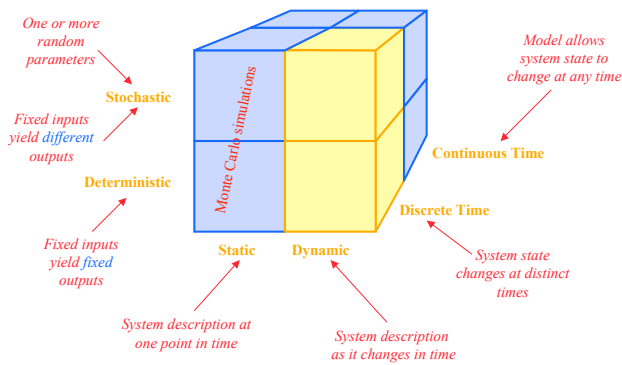 One or more
random
parameters
Stochastic
Fixed inputs
yield different
outputs
Deterministic
Fixed inputs
yield fixed
outputs
Monte Carlo simulations
Static
Dynamic
System description at
one point in time
System description
as it changes in time
Model allows
system state to
change at any time
Continuous Time
Discrete Time
System state
changes at distinct
times